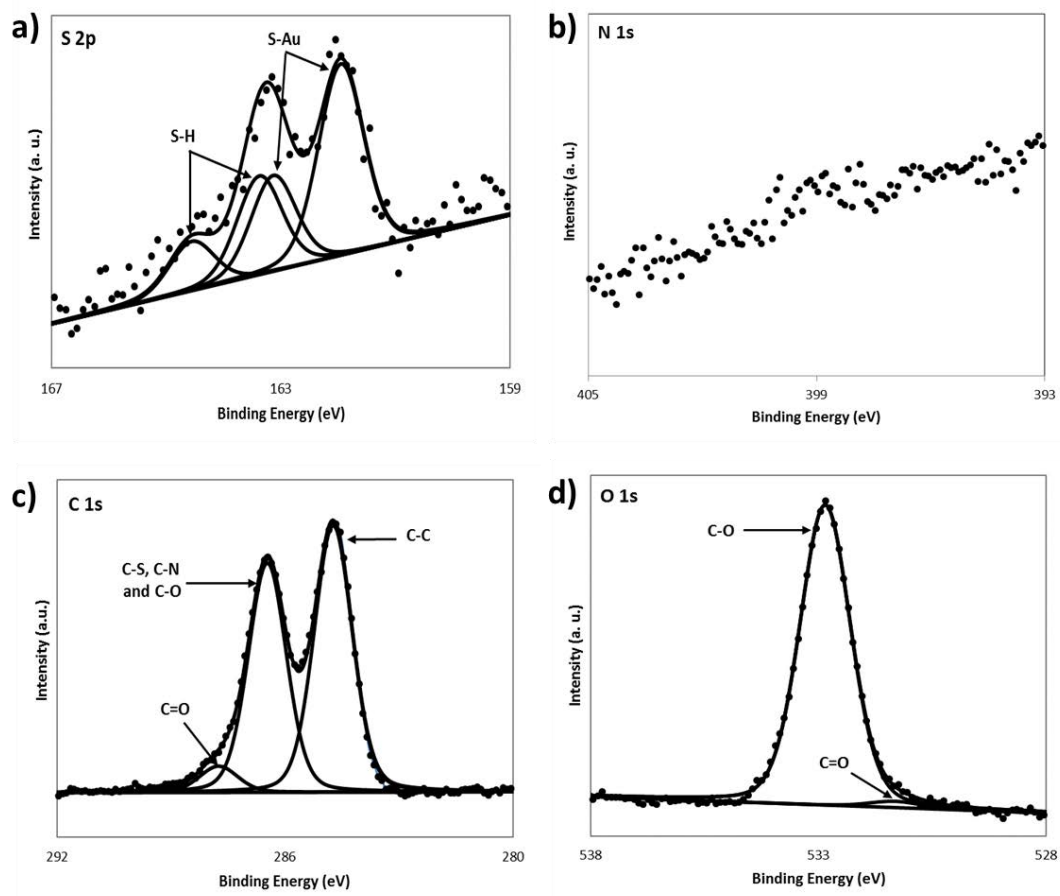 a)
S 2p
S-Au
S-H
Intensity (a. u.)
167
163
159
Binding Energy (eV)
b)
N 1s
Intensity (a. u.)
405
399
393
Binding Energy (eV)
c)
C 1s
C-C
C-S, C-N
and C-O
C=O
Intensity (a.u.)
292
286
280
Binding Energy (eV)
d)
O 1s
C-O
C=O
Intensity (a. u.)
538
533
528
Binding Energy (eV)